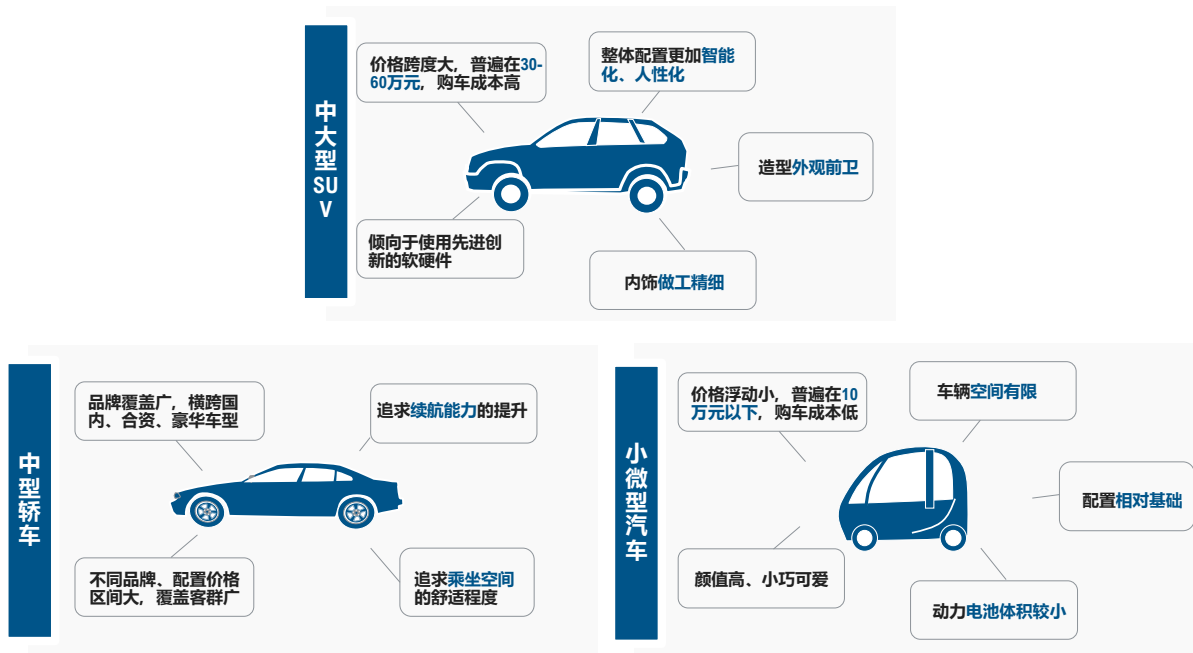 中大型SUV
价格跨度大，普遍在30-
60万元，购车成本高
整体配置更加智能
化、人性化
造型外观前卫
倾向于使用先进创
新的软硬件
内饰做工精细
中型轿车
品牌覆盖广，横跨国
内、合资、豪华车型
追求续航能力的提升
不同品牌、配置价格
区间大，覆盖客群广
追求乘坐空间
的舒适程度
小微型汽车
价格浮动小，普遍在10
万元以下，购车成本低
车辆空间有限
配置相对基础
颜值高、小巧可爱
动力电池体积较小